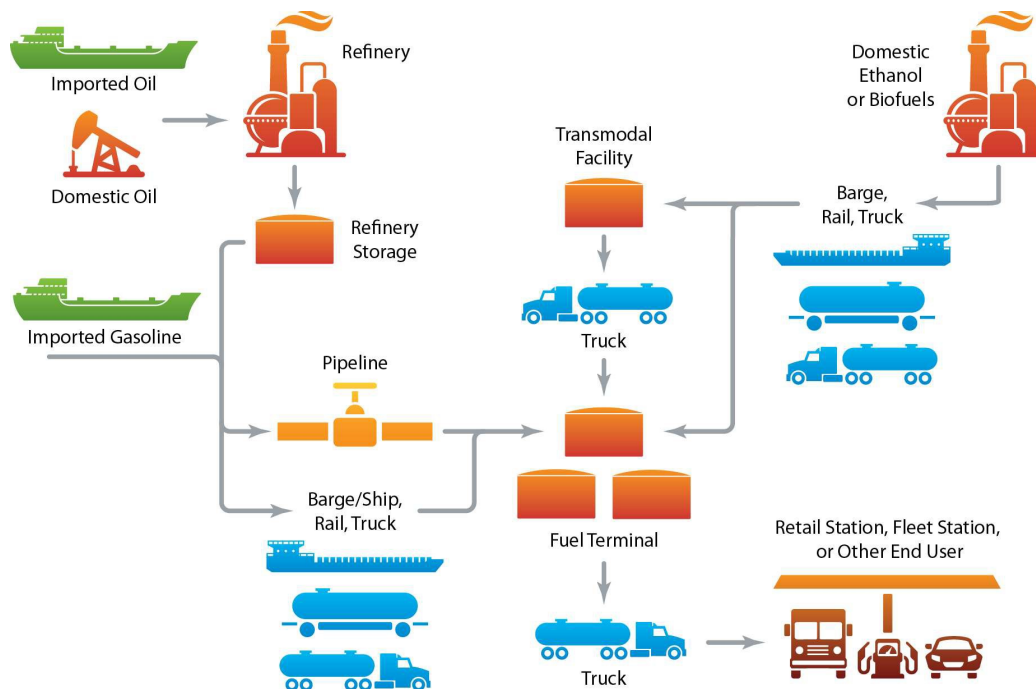 Imported Oil
Domestic Oil
Refinery
Refinery
Storage
Imported Gasoline
Pipeline
Barge/Ship,
Rail, Truck
Transmodal
Facility
Truck
Fuel Terminal
Truck
Domestic
Ethanol
or Biofuels
Barge,
Rail, Truck
Retail Station, Fleet Station,
or Other End User